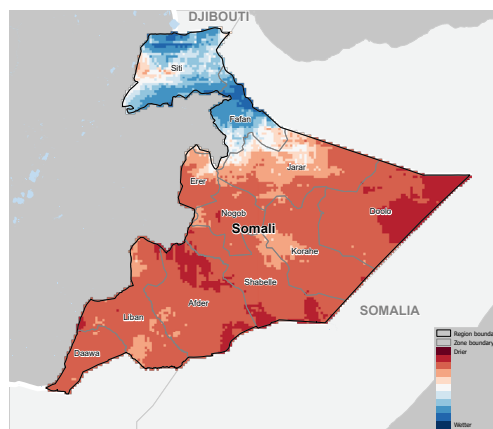 DJIBOUTI
Siti
Fafan
Jarar
Erer
Nogob
Doolo
Somali
Korahe
Shabelle
SOMALIA
Afder
Liban
Daawa
Region bounda
Zone boundary
Drier
Wetter